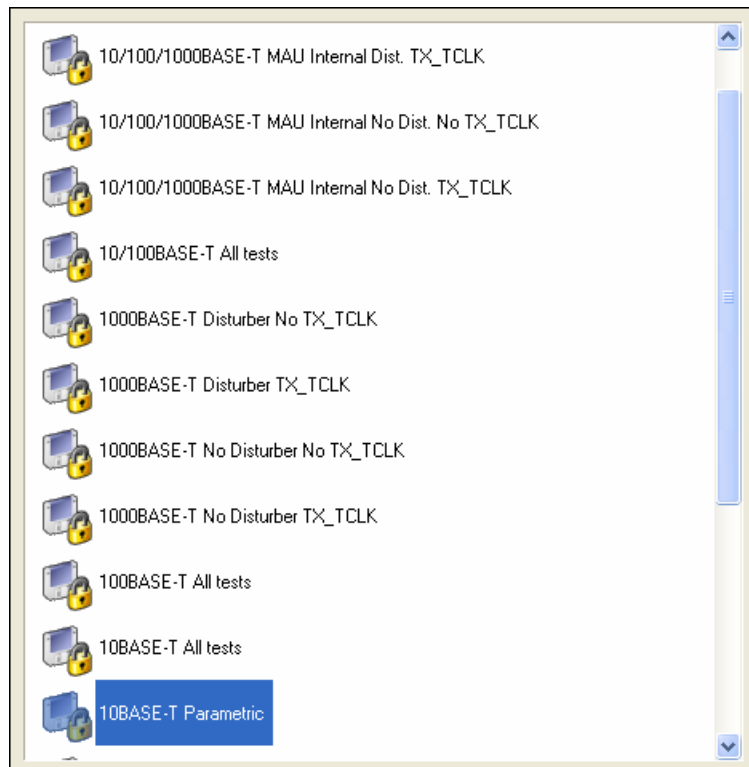 10/100/1000BASE-T MAU Internal Dist. TX_TCLK
10/100/1000BASE-T MAU Internal No Dist. No TX_TCLK
10/100/1000BASE-T MAU Internal No Dist. TX_TCLK
10/100BASE-T All tests
1000BASE-T Disturber No TX_TCLK
1000BASE-T Disturber TX_TCLK
1000BASE-T No Disturber No TX_TCLK
1000BASE-T No Disturber TX_TCLK
100BASE-T All tests
10BASE-T All tests
10BASE-T Parametric